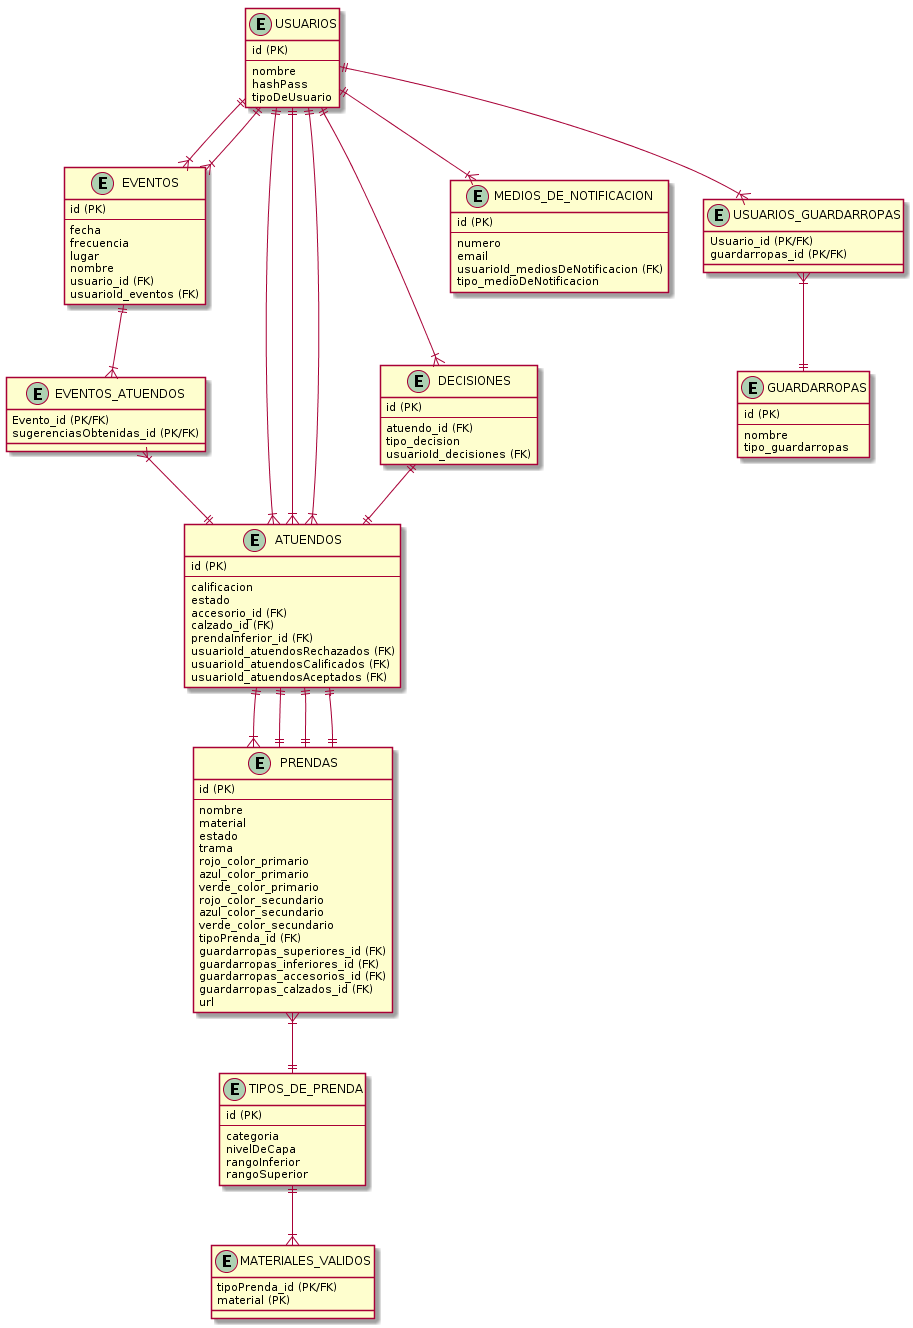 E USUARIOS
id (PK)
nombre
hashPass
tipoDeUsuario
E EVENTOS
id (PK)
fecha
frecuencia
lugar
nombre
usuario_id (FK)
usuarioId_eventos (FK)
E MEDIOS_DE_NOTIFICACION
id (PK)
numero
email
usuarioId_mediosDeNotificacion (FK)
tipo_medioDeNotificacion
E USUARIOS_GUARDARROPAS
Usuario_id (PK/FK)
guardarropas_id (PK/FK)
E EVENTOS_ATUENDOS
Evento_id (PK/FK)
sugerenciasObtenidas_id (PK/FK)
E DECISIONES
id (PK)
atuendo_id (FK)
tipo_decision
usuarioId_decisiones (FK)
E GUARDARROPAS
id (PK)
nombre
tipo_guardarropas
E ATUENDOS
id (PK)
calificacion
estado
accesorio_id (FK)
calzado_id (FK)
prendaInferior_id (FK)
usuarioId_atuendosRechazados (FK)
usuarioId_atuendosCalificados (FK)
usuarioId_atuendosAceptados (FK)
E PRENDAS
id (PK)
nombre
material
estado
trama
rojo_color_primario
azul_color_primario
verde_color_primario
rojo_color_secundario
azul_color_secundario
verde_color_secundario
tipoPrenda_id (FK)
guardarropas_superiores_id (FK)
guardarropas_inferiores_id (FK)
guardarropas_accesorios_id (FK)
guardarropas_calzados_id (FK)
url
E TIPOS_DE_PRENDA
id (PK)
categoria
nivelDeCapa
rangoInferior
rangoSuperior
E MATERIALES_VALIDOS
tipoPrenda_id (PK/FK)
material (PK)